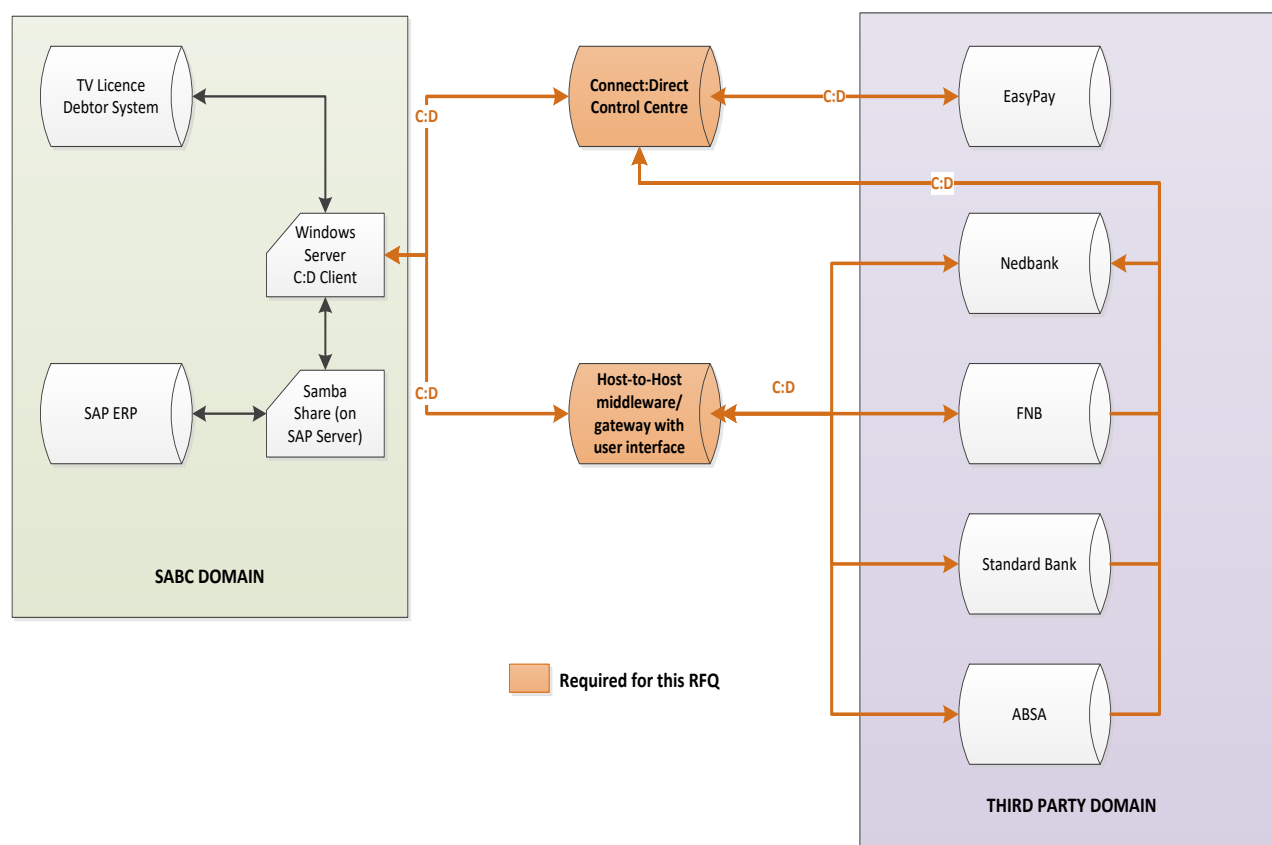 TV Licence
Debtor System
Windows
Server
C:D Client
SAP ERP
Samba
Share (on
SAP Server)
SABC DOMAIN
C:D
C:D
Connect:Direct
Control Centre
C:D
C:D
Host-to-Host
middleware/
gateway with
user interface
C:D
Required for this RFQ
EasyPay
Nedbank
FNB
Standard Bank
ABSA
THIRD PARTY DOMAIN